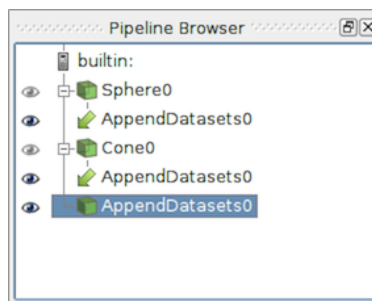 Pipeline Browser
builtin:
Sphere0
AppendDatasets0
Cone0
AppendDatasets0
AppendDatasets0